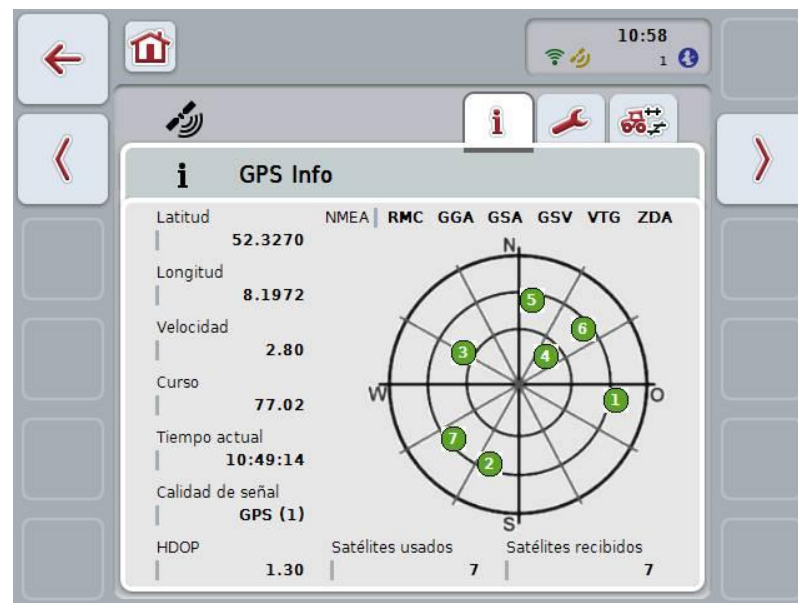 10:58
1
i
i GPS Info
Latitud
52.3270
Longitud
8.1972
Velocidad
2.80
Curso
77.02
Tiempo actual
10:49:14
Calidad de señal
GPS (1)
HDOP
1.30
NMEA RMC GGA GSA GSV VTG ZDA
N
5
6
3
4
W
O
1
7
2
S
Satélites usados
7
Satélites recibidos
7